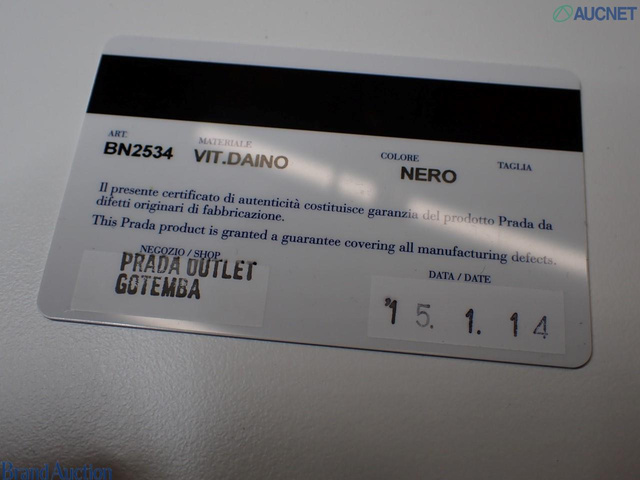 AUCNET
ART. MATERIALE COLORE TAGLIA
BN2534 VIT.DAINO NERO
Il presente certificato di autenticità costituisce garanzia del prodotto Prada da
difetti originari di fabbricazione.
This Prada product is granted a guarantee covering all manufacturing defects.
NEGOZIO / SHOP DATA / DATE
PRADA OUTLET
GOTEMBA
'15. 1. 14
Brand Auction